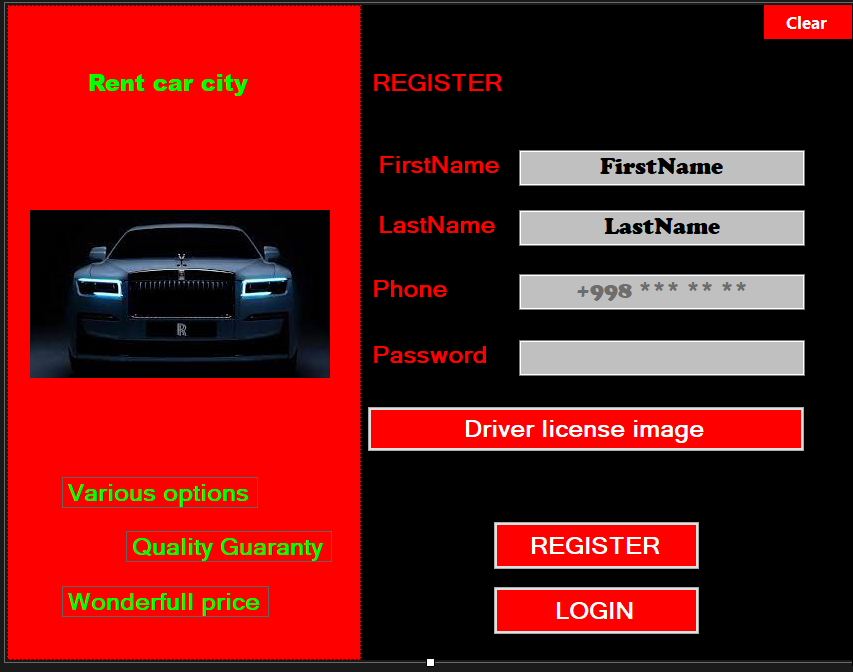 Clear
Rent car city
REGISTER
FirstName
FirstName
LastName
LastName
Phone
+998 *** ** **
Password
Driver license image
Various options
Quality Guaranty
Wonderfull price
REGISTER
LOGIN